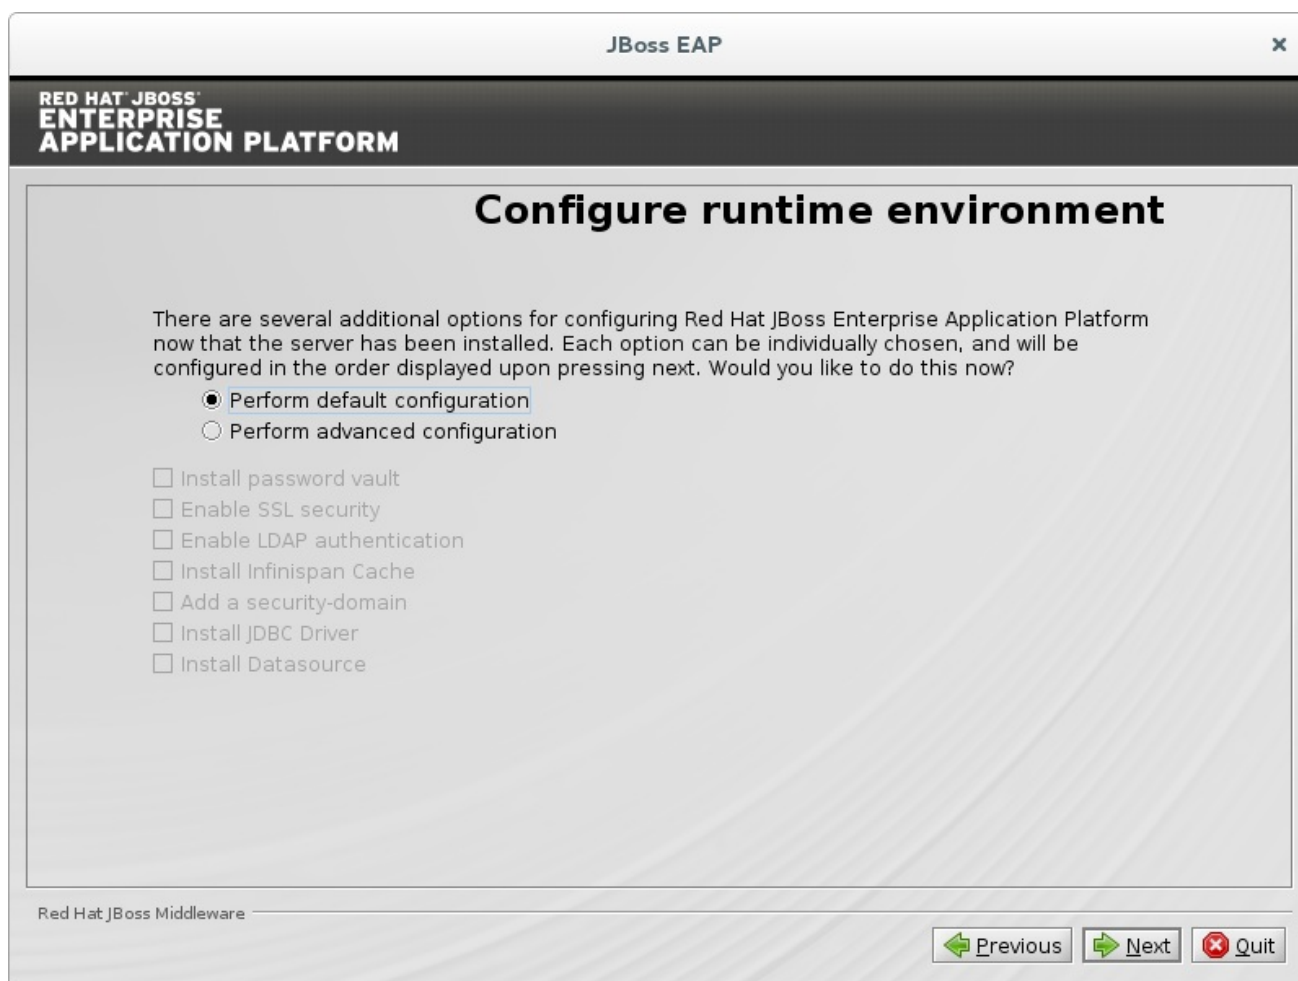 JBoss EAP
RED HAT JBOSS
ENTERPRISE
APPLICATION PLATFORM
Configure runtime environment
There are several additional options for configuring Red Hat JBoss Enterprise Application Platform
now that the server has been installed. Each option can be individually chosen, and will be
configured in the order displayed upon pressing next. Would you like to do this now?
Perform default configuration
Perform advanced configuration
Install password vault
Enable SSL security
Enable LDAP authentication
Install Infinispan Cache
Add a security-domain
Install JDBC Driver
Install Datasource
Red Hat JBoss Middleware
Previous
Next
Quit